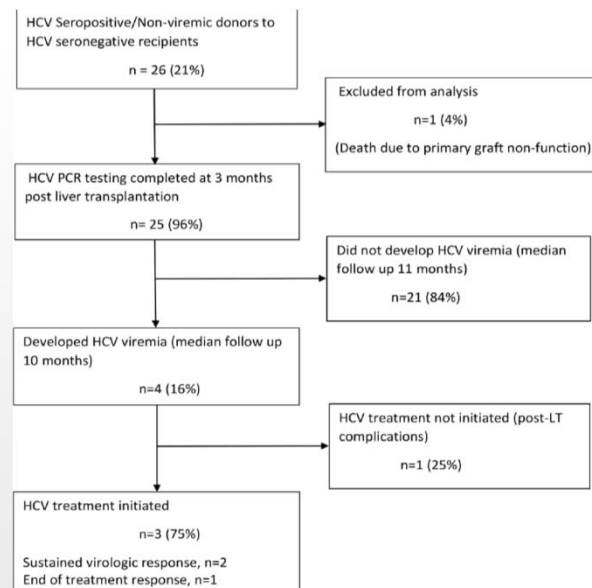 HCV Seropositive/Non-viremic donors to
HCV seronegative recipients
n = 26 (21%)
Excluded from analysis
n=1 (4%)
(Death due to primary graft non-function)
HCV PCR testing completed at 3 months
post liver transplantation
n= 25 (96%)
Did not develop HCV viremia (median
follow up 11 months)
n=21 (84%)
Developed HCV viremia (median follow up
10 months)
n=4 (16%)
HCV treatment not initiated (post-LT
complications)
n=1 (25%)
HCV treatment initiated
n=3 (75%)
Sustained virologic response, n=2
End of treatment response, n=1